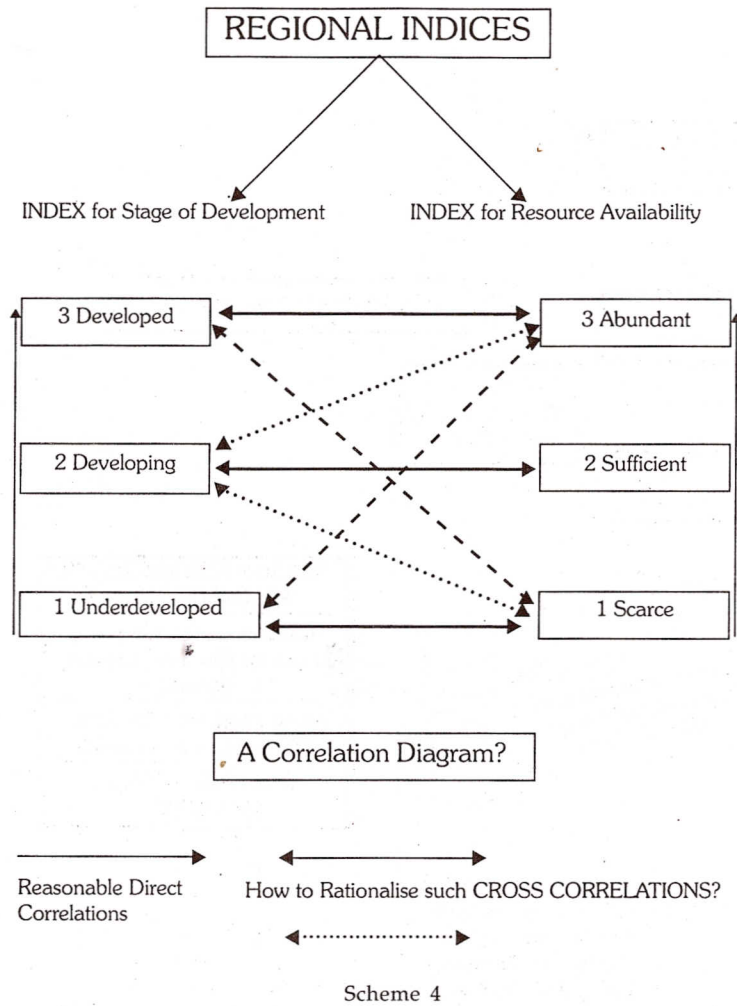 REGIONAL INDICES
INDEX for Stage of Development
INDEX for Resource Availability
3 Developed
3 Abundant
2 Developing
2 Sufficient
1 Underdeveloped
1 Scarce
A Correlation Diagram?
Reasonable Direct
Correlations
How to Rationalise such CROSS CORRELATIONS?
Scheme 4